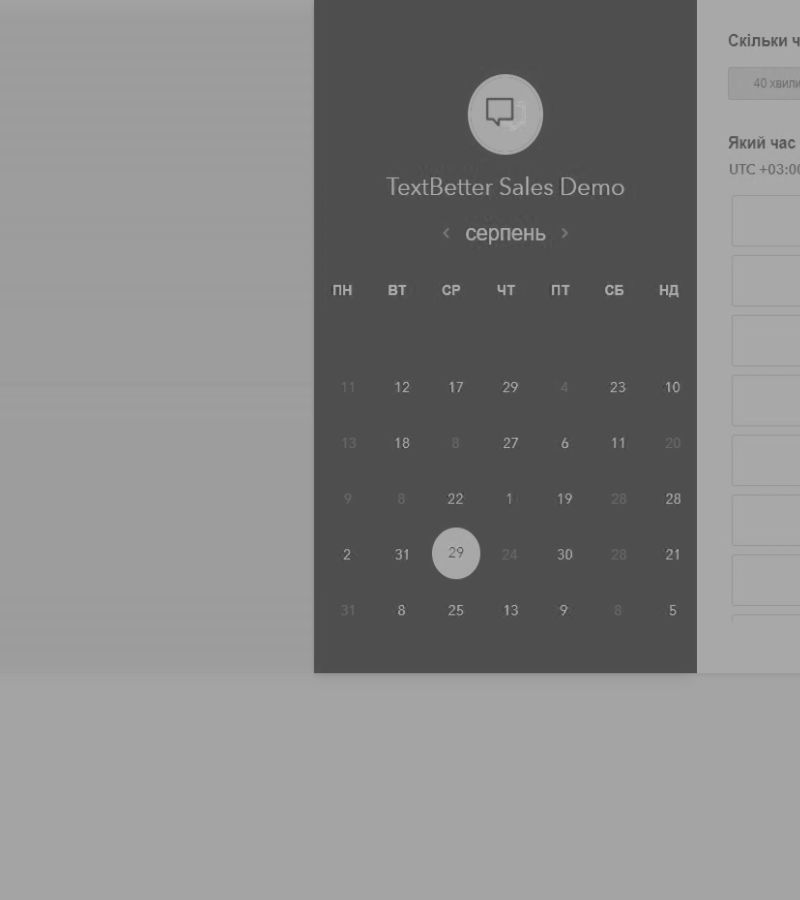 TextBetter Sales Demo
серпень
ПН ВТ СР ЧТ ПТ СБ НД
11 12 17 29 4 23 10
13 18 8 27 6 11 20
9 8 22 1 19 28 28
2 31 29 24 30 28 21
31 8 25 13 9 8 5
Скільки
40
Який час
UTC +03:00